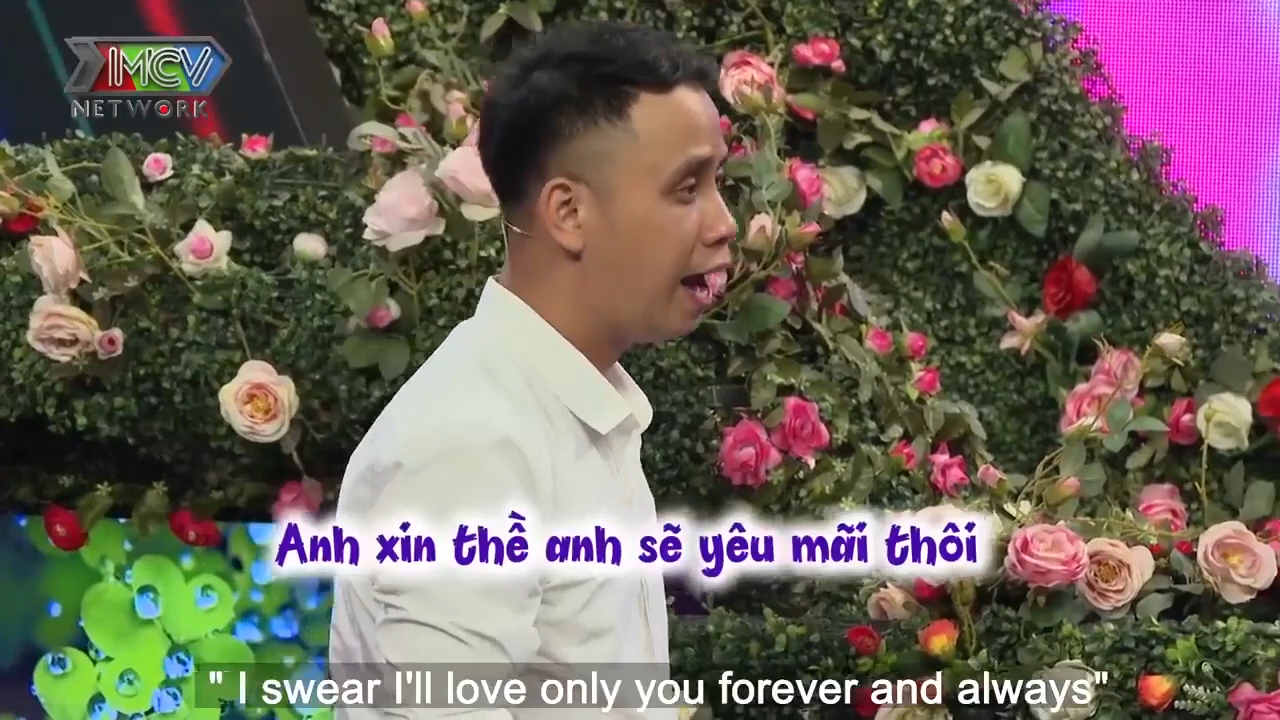 MCV
NETWORK
Anh xin thề anh sẽ yêu mãi thôi
" I swear I'll love only you forever and always"